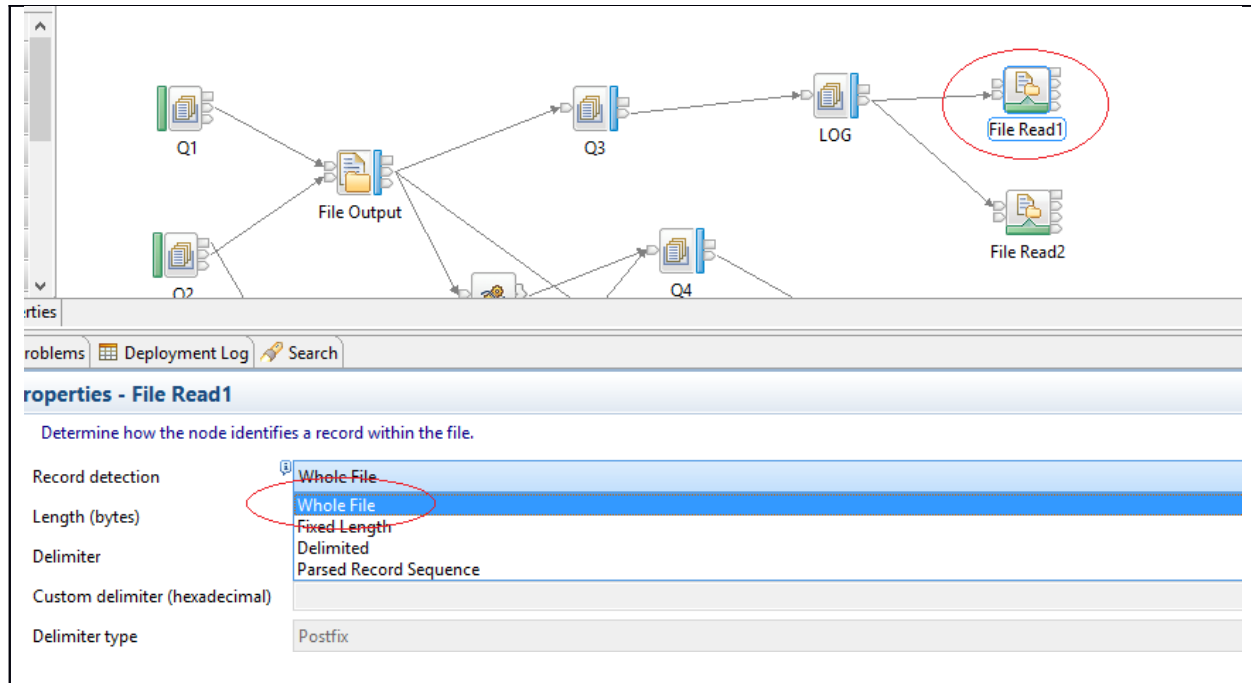 Q1
Q3
LOG
File Read1
File Output
File Read2
Q2
Q4
rties
roblems Deployment Log Search
roperties - File Read1
Determine how the node identifies a record within the file.
Record detection Whole File
Whole File
Length (bytes)
Fixed Length
Delimiter Delimited
Parsed Record Sequence
Custom delimiter (hexadecimal)
Delimiter type Postfix